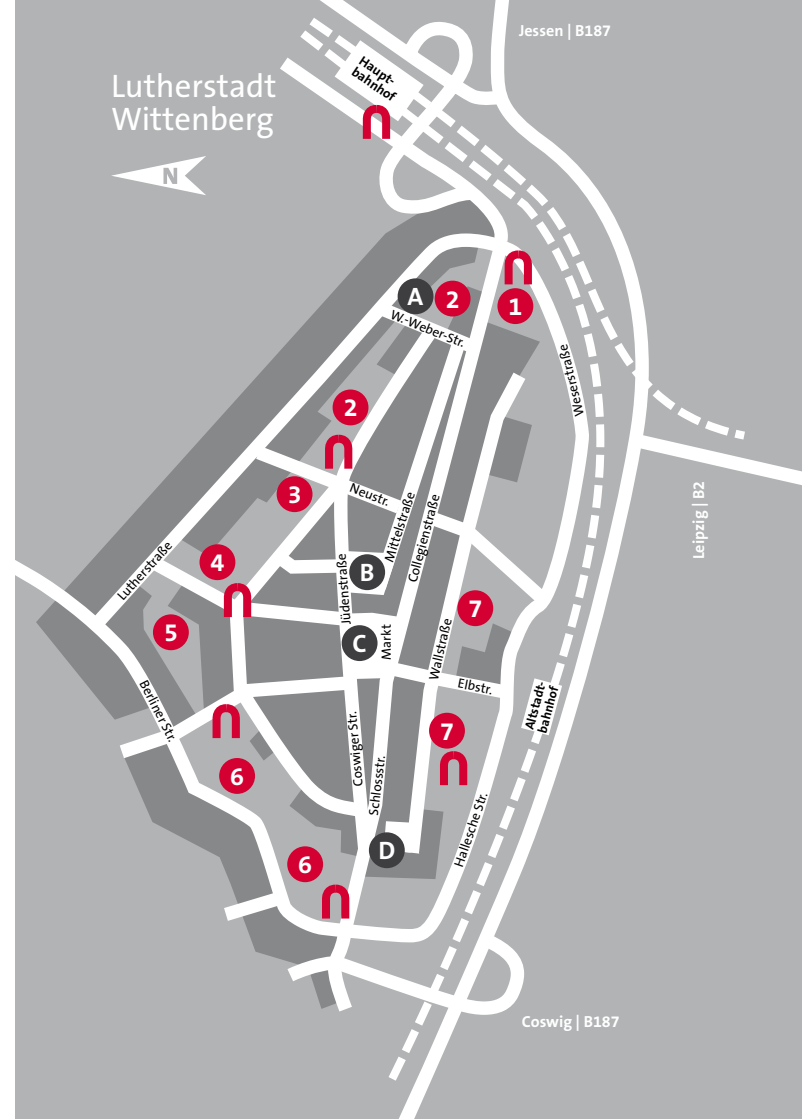 Jessen | B187
Haupt-
bahnhof
Lutherstadt
Wittenberg
N
A
2
1
W.-Weber-Str.
Weserstraße
2
3
Neustr.
Mittelstraße
Collegienstraße
Leipzig | B2
Lutherstraße
4
B
Jüdenstraße
7
5
C
Markt
Wallstraße
Elbstr.
Altstadt-
bahnhof
Berliner Str.
7
6
Coswiger Str.
Schlossstr.
Hallesche Str.
D
6
Coswig | B187